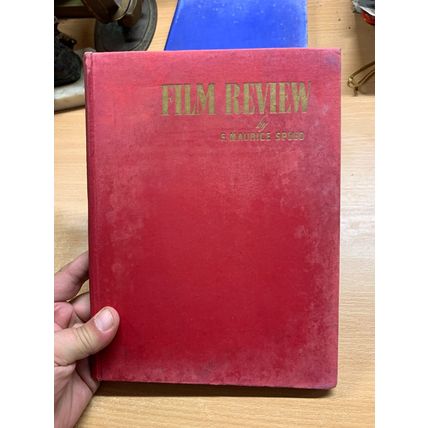 FILM REVIEW
by
F. MAURICE SPEED